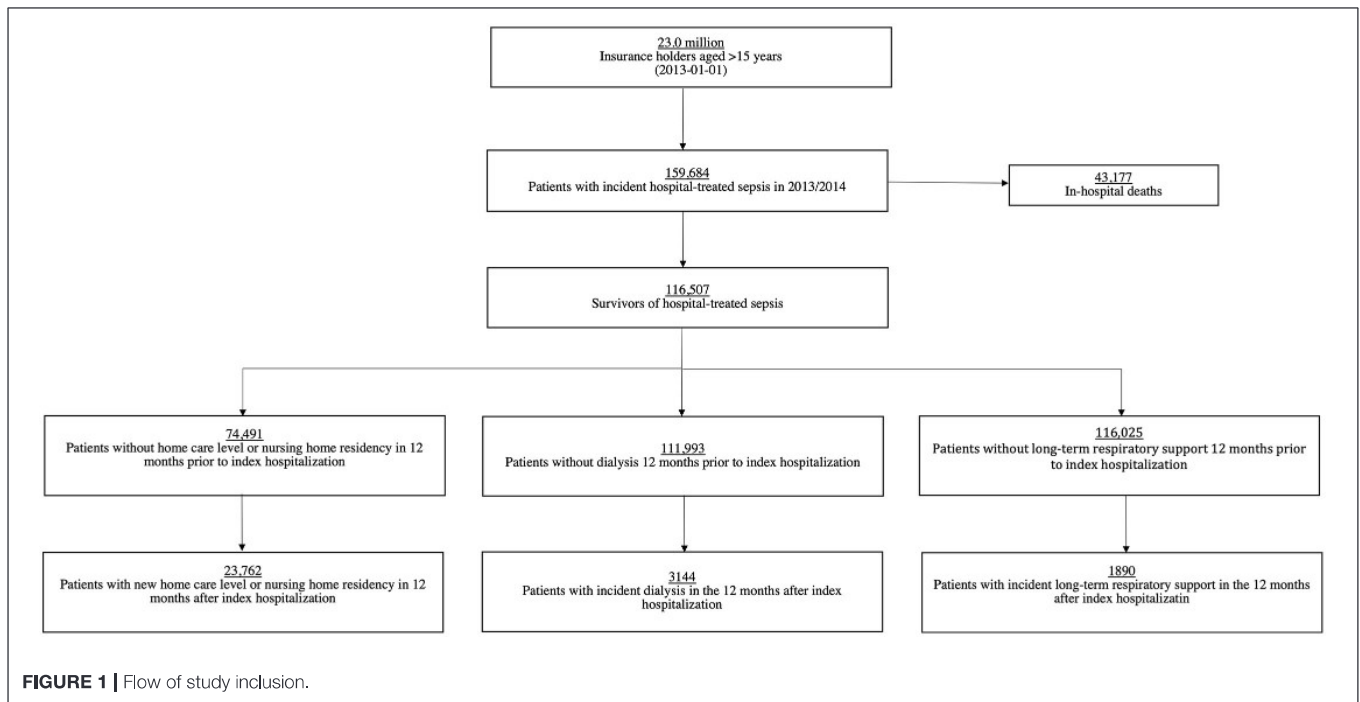 23.0 million
Insurance holders aged >15 years
(2013-01-01)
159,684
Patients with incident hospital-treated sepsis in 2013/2014
43,177
In-hospital deaths
116,507
Survivors of hospital-treated sepsis
74,491
Patients without home care level or nursing home residency in 12
months prior to index hospitalization
111,993
Patients without dialysis 12 months prior to index hospitalization
116,025
Patients without long-term respiratory support 12 months prior
to index hospitalization
23,762
Patients with new home care level or nursing home residency in 12
months after index hospitalization
3144
Patients with incident dialysis in the 12 months after index
hospitalization
1890
Patients with incident long-term respiratory support in the 12 months
after index hospitalizatin
FIGURE 1 | Flow of study inclusion.